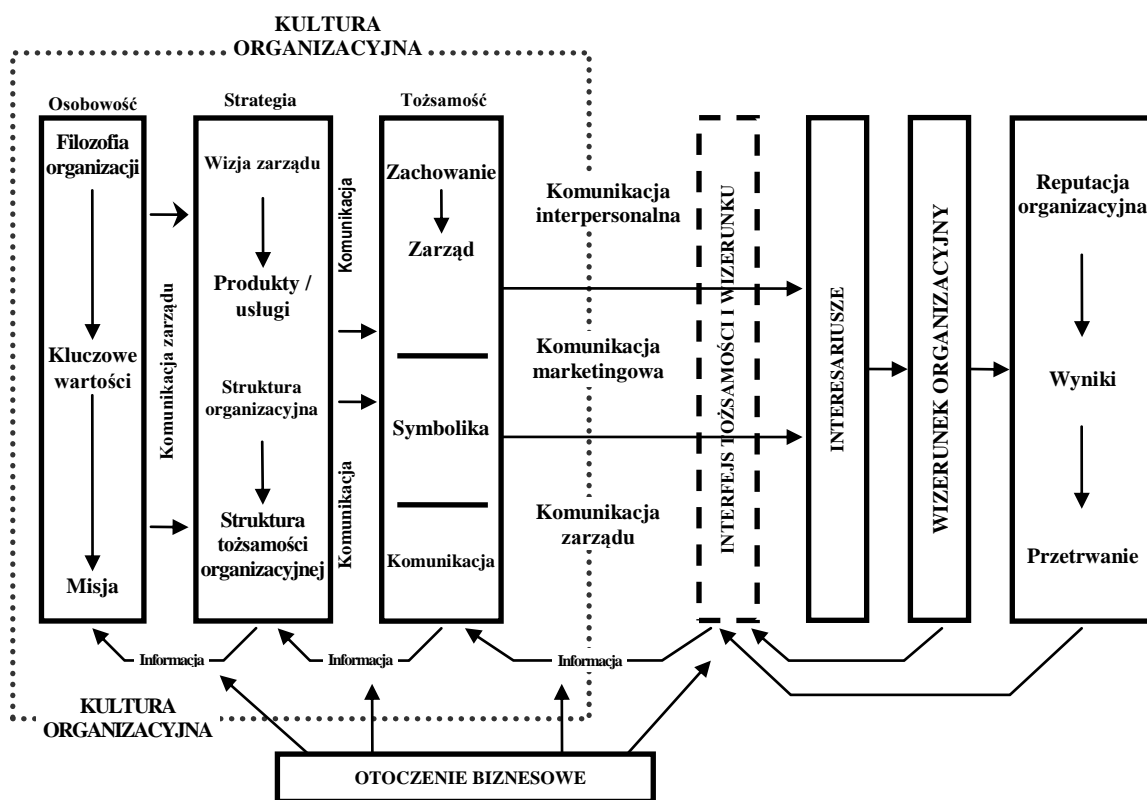 KULTURA
ORGANIZACYJNA
Osobowość
Strategia
Tożsamość
Filozofia
organizacji
Kluczowe
wartości
Misja
Komunikacja zarządu
Wizja zarządu
Produkty /
usługi
Struktura
organizacyjna
Struktura
tożsamości
organizacyjnej
Komunikacja
Komunikacja
Zachowanie
Zarząd
Symbolika
Komunikacja
Komunikacja
interpersonalna
Komunikacja
marketingowa
Komunikacja
zarządu
INTERFEJS TOŻSAMOŚCI I WIZERUNKU
INTERESARIUSZE
WIZERUNEK ORGANIZACYJNY
Reputacja
organizacyjna
Wyniki
Przetrwanie
Informacja
Informacja
Informacja
KULTURA
ORGANIZACYJNA
OTOCZENIE BIZNESOWE